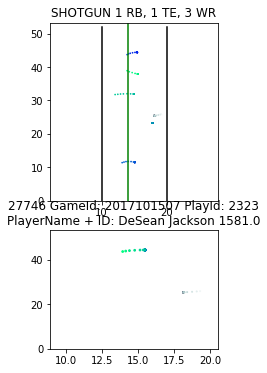 SHOTGUN 1 RB, 1 TE, 3 WR
50
40
30
20
10
0
10 20
27746 GameId: 2017101507 PlayId: 2323
PlayerName + ID: DeSean Jackson 1581.0
40
20
0
10.0 12.5 15.0 17.5 20.0